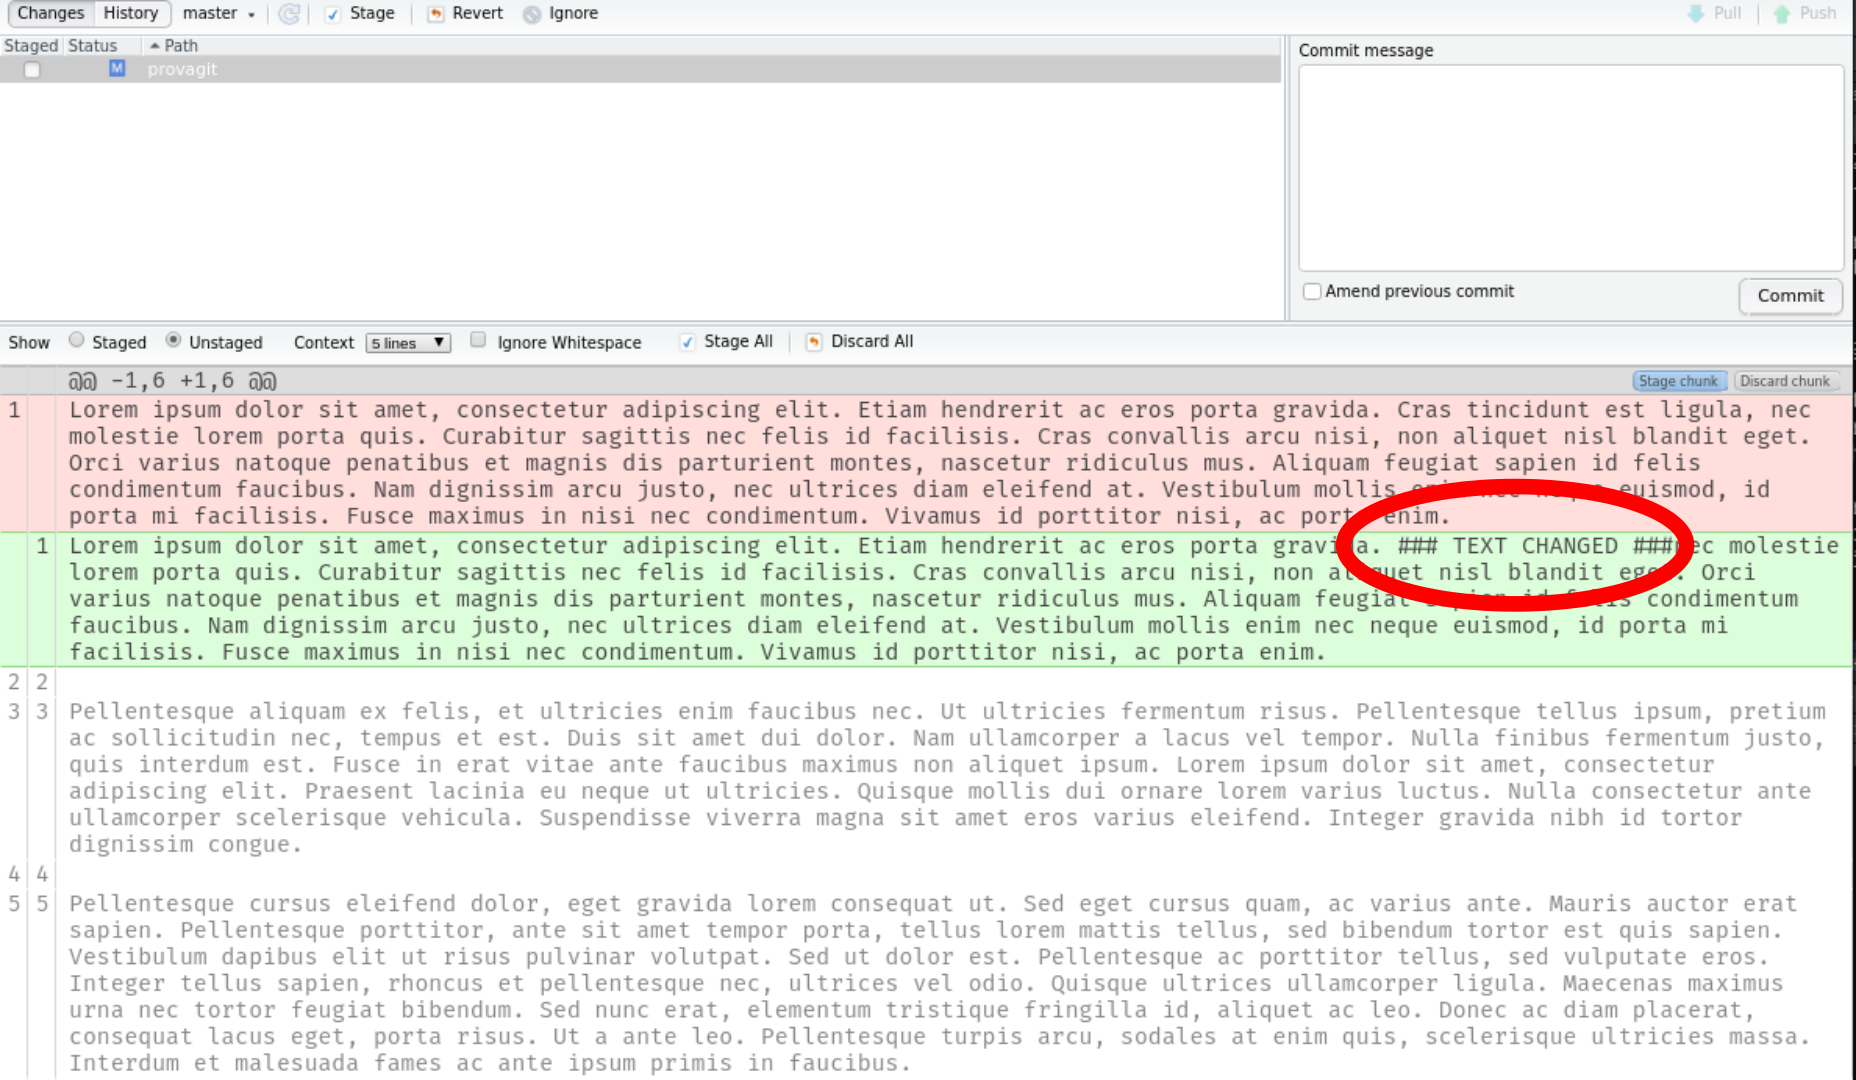 Changes History master Stage Revert Ignore Pull Push
Staged Status Path
M provagit
Commit message
Amend previous commit
Commit
Show Staged Unstaged Context 5 lines Ignore Whitespace Stage All Discard All
@@ -1,6 +1,6 @@ Stage chunk Discard chunk
1 Lorem ipsum dolor sit amet, consectetur adipiscing elit. Etiam hendrerit ac eros porta gravida. Cras tincidunt est ligula, nec
molestie lorem porta quis. Curabitur sagittis nec felis id facilisis. Cras convallis arcu nisi, non aliquet nisl blandit eget.
Orci varius natoque penatibus et magnis dis parturient montes, nascetur ridiculus mus. Aliquam feugiat sapien id felis
condimentum faucibus. Nam dignissim arcu justo, nec ultrices diam eleifend at. Vestibulum mollis euismod, id
porta mi facilisis. Fusce maximus in nisi nec condimentum. Vivamus id porttitor nisi, ac porta enim.
1 Lorem ipsum dolor sit amet, consectetur adipiscing elit. Etiam hendrerit ac eros porta gravida. ### TEXT CHANGED ###nec molestie
lorem porta quis. Curabitur sagittis nec felis id facilisis. Cras convallis arcu nisi, non aliquet nisl blandit eget. Orci
varius natoque penatibus et magnis dis parturient montes, nascetur ridiculus mus. Aliquam feugiat sapien id felis condimentum
faucibus. Nam dignissim arcu justo, nec ultrices diam eleifend at. Vestibulum mollis enim nec neque euismod, id porta mi
facilisis. Fusce maximus in nisi nec condimentum. Vivamus id porttitor nisi, ac porta enim.
2 2
3 3 Pellentesque aliquam ex felis, et ultricies enim faucibus nec. Ut ultricies fermentum risus. Pellentesque tellus ipsum, pretium
ac sollicitudin nec, tempus et est. Duis sit amet dui dolor. Nam ullamcorper a lacus vel tempor. Nulla finibus fermentum justo,
quis interdum est. Fusce in erat vitae ante faucibus maximus non aliquet ipsum. Lorem ipsum dolor sit amet, consectetur
adipiscing elit. Praesent lacinia eu neque ut ultricies. Quisque mollis dui ornare lorem varius luctus. Nulla consectetur ante
ullamcorper scelerisque vehicula. Suspendisse viverra magna sit amet eros varius eleifend. Integer gravida nibh id tortor
dignissim congue.
4 4
5 5 Pellentesque cursus eleifend dolor, eget gravida lorem consequat ut. Sed eget cursus quam, ac varius ante. Mauris auctor erat
sapien. Pellentesque porttitor, ante sit amet tempor porta, tellus lorem mattis tellus, sed bibendum tortor est quis sapien.
Vestibulum dapibus elit ut risus pulvinar volutpat. Sed ut dolor est. Pellentesque ac porttitor tellus, sed vulputate eros.
Integer tellus sapien, rhoncus et pellentesque nec, ultrices vel odio. Quisque ultrices ullamcorper ligula. Maecenas maximus
urna nec tortor feugiat bibendum. Sed nunc erat, elementum tristique fringilla id, aliquet ac leo. Donec ac diam placerat,
consequat lacus eget, porta risus. Ut a ante leo. Pellentesque turpis arcu, sodales at enim quis, scelerisque ultricies massa.
Interdum et malesuada fames ac ante ipsum primis in faucibus.